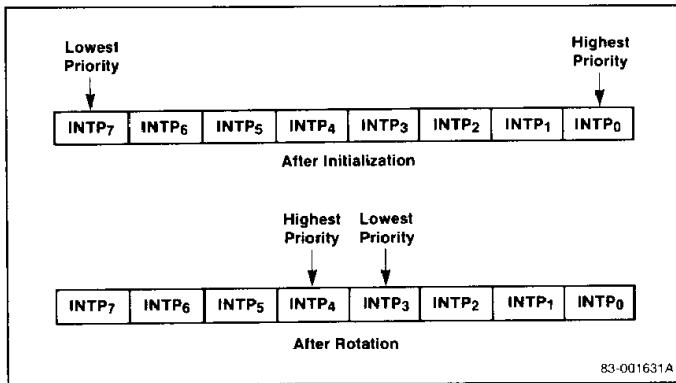 Lowest
Priority
Highest
Priority
INTP7 INTP6 INTP5 INTP4 INTP3 INTP2 INTP1 INTP0
After Initialization
Highest
Priority
Lowest
Priority
INTP7 INTP6 INTP5 INTP4 INTP3 INTP2 INTP1 INTP0
After Rotation
83-001631A